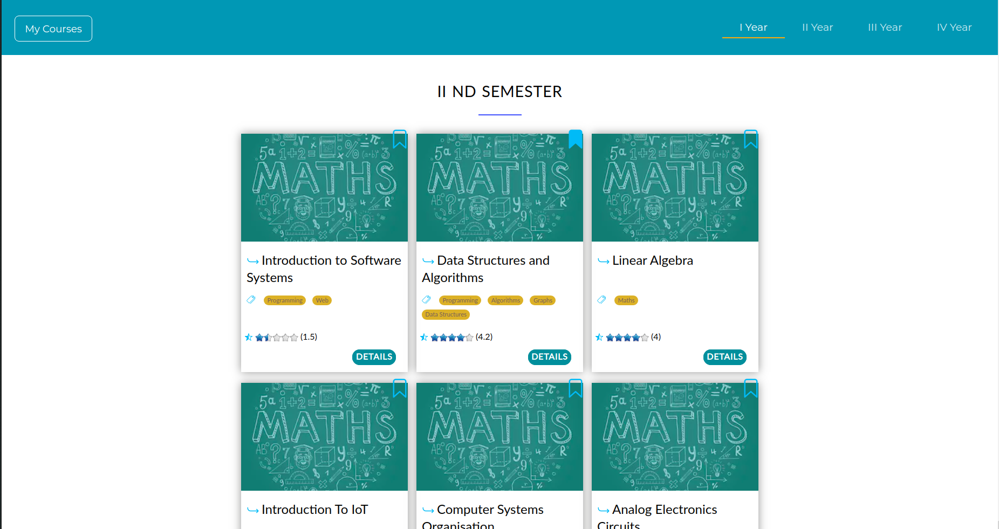 My Courses
I Year
II Year
III Year
IV Year
II ND SEMESTER
MATHS
MATHS
MATHS
Introduction to Software
Systems
Programming
Web
(1.5)
DETAILS
Data Structures and
Algorithms
Programming
Algorithms
Graphs
Data Structures
(4.2)
DETAILS
Linear Algebra
Maths
(4)
DETAILS
MATHS
MATHS
MATHS
Introduction To IoT
Computer Systems
Organisation
Analog Electronics
Circuits